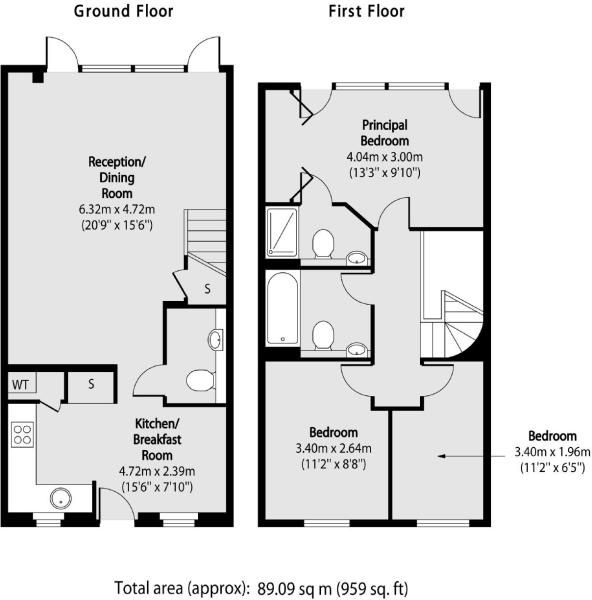 Ground Floor
First Floor
Reception/
Dining
Room
6.32m x 4.72m
(20'9" x 15'6")
S
WT
S
Kitchen/
Breakfast
Room
4.72m x 2.39m
(15'6" x 7'10")
Principal
Bedroom
4.04m x 3.00m
(13'3" x 9'10")
Bedroom
3.40m x 2.64m
(11'2" x 8'8")
Bedroom
3.40m x 1.96m
(11'2" x 6'5")
Total area (approx): 89.09 sq m (959 sq. ft)